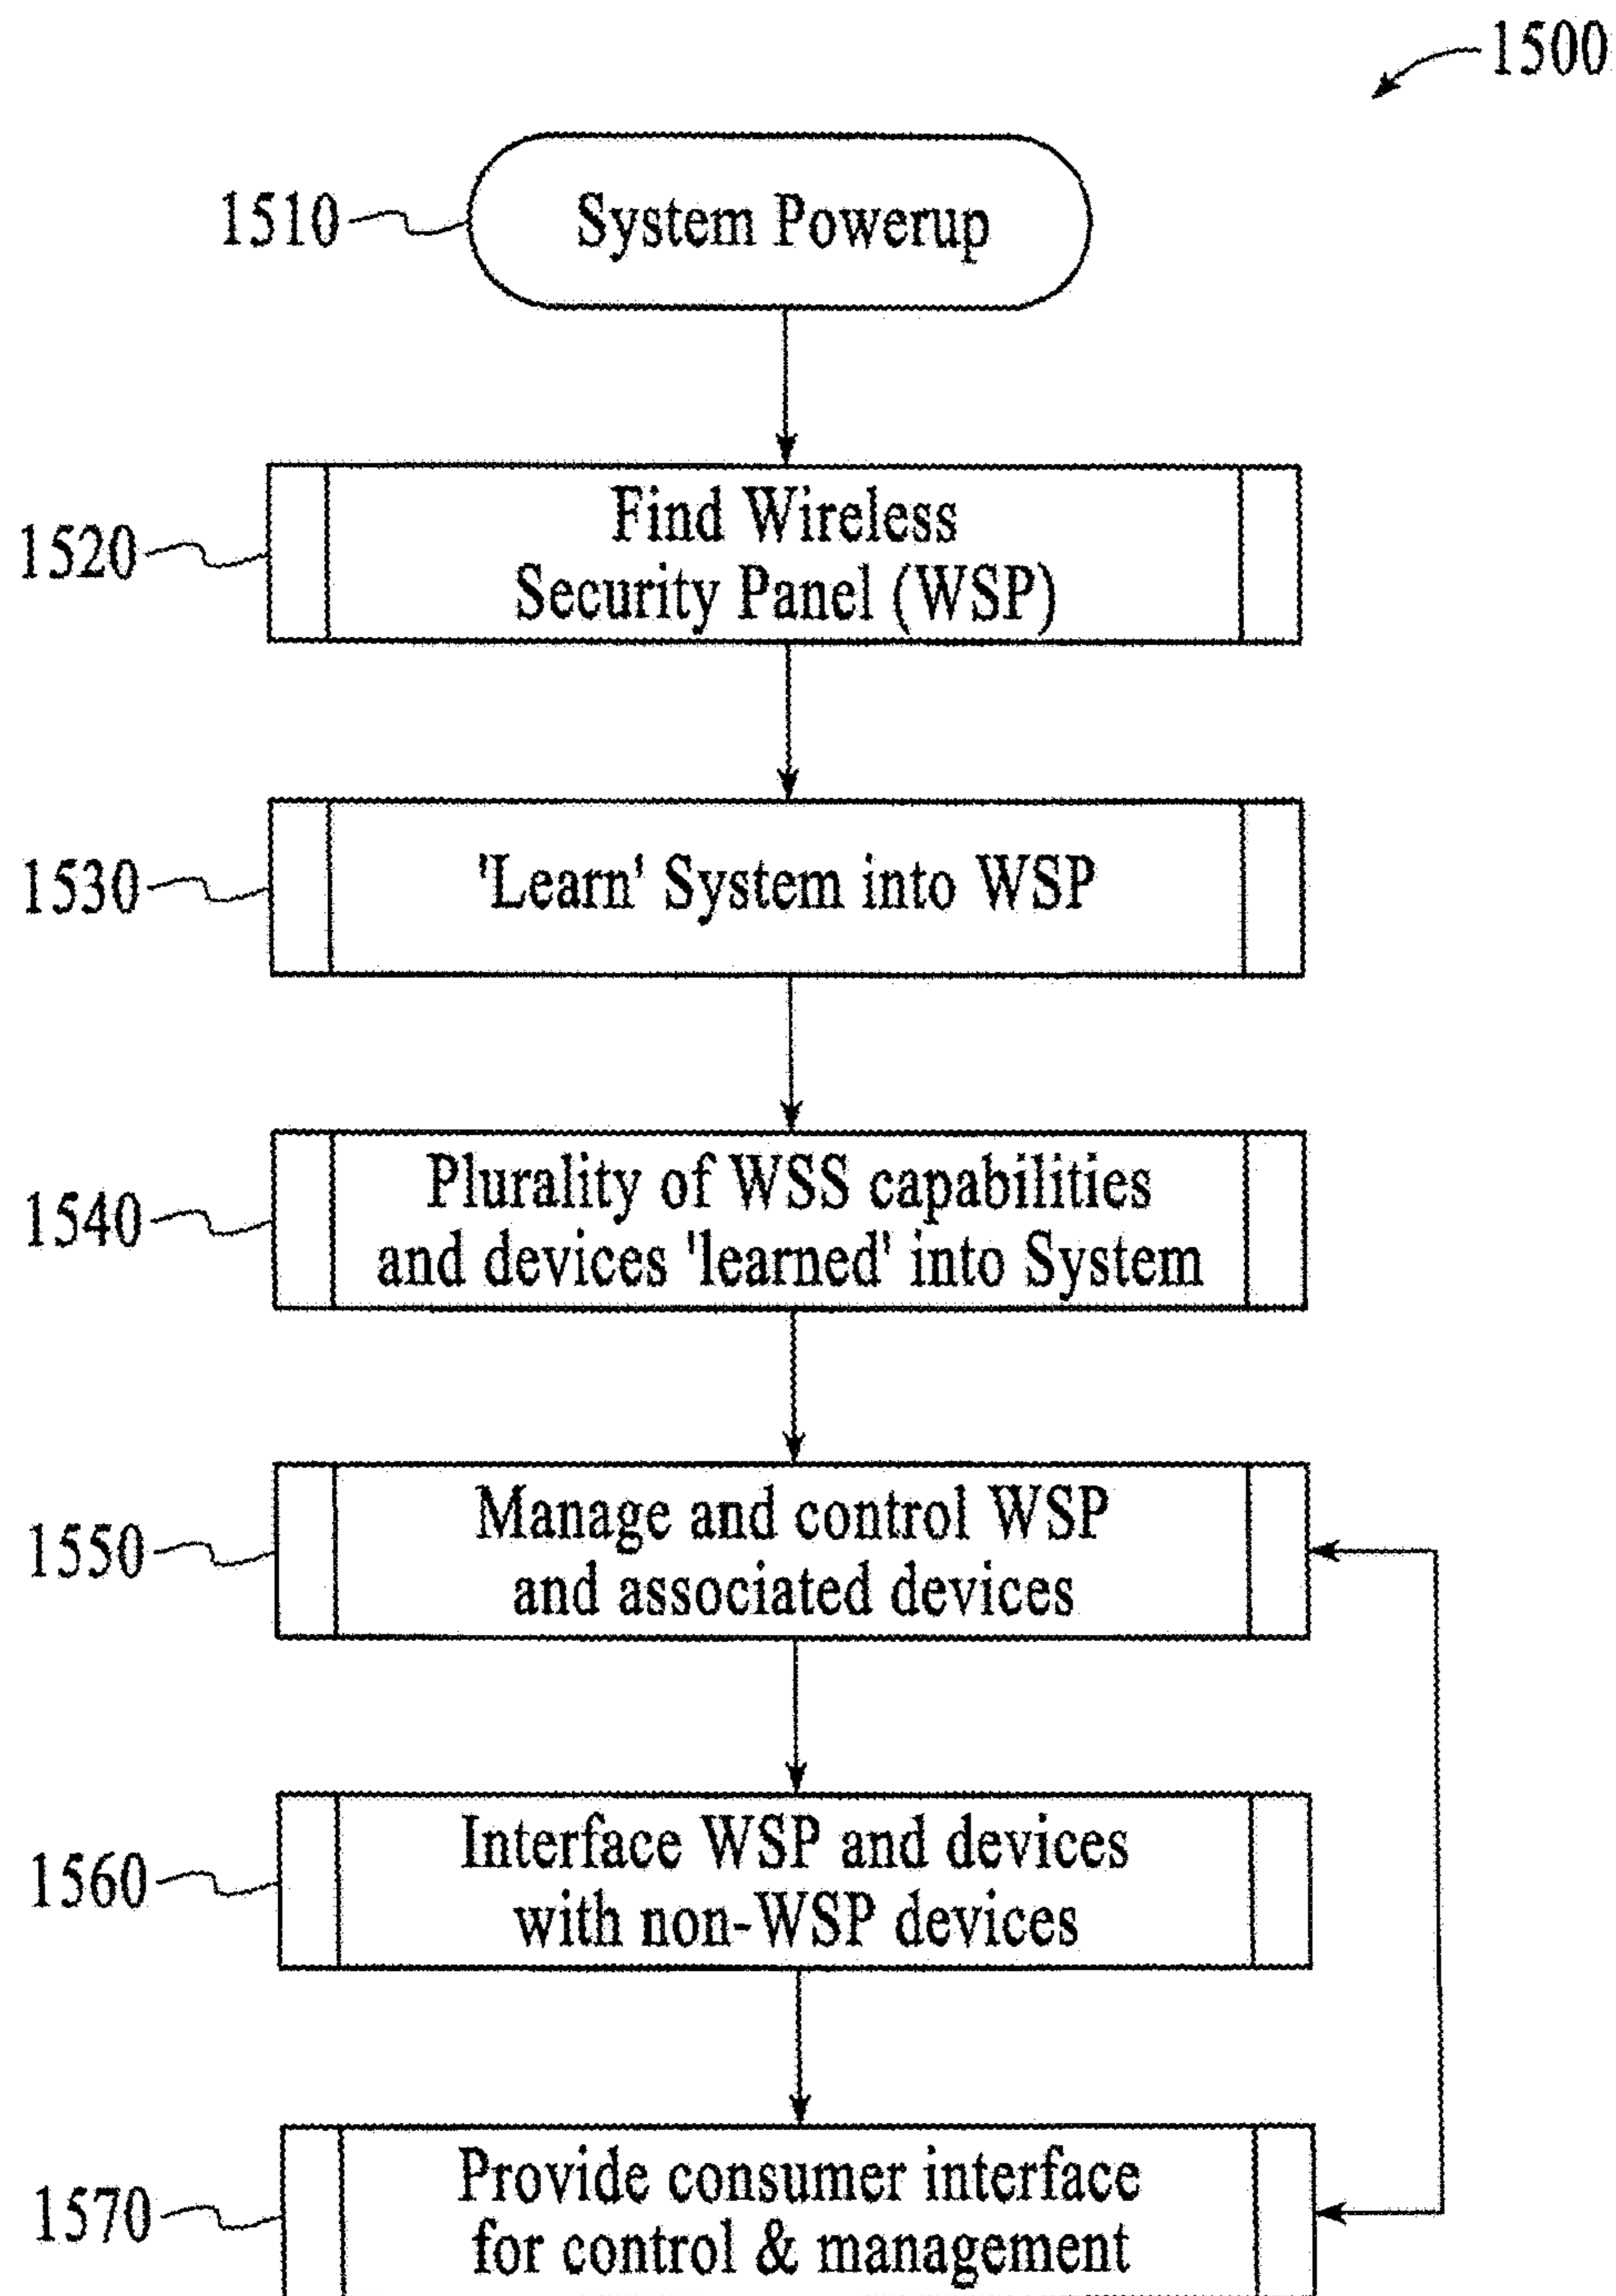 1500
1510
System Powerup
1520
Find Wireless
Security Panel (WSP)
1530
'Learn' System into WSP
1540
Plurality of WSS capabilities
and devices 'learned' into System
1550
Manage and control WSP
and associated devices
1560
Interface WSP and devices
with non-WSP devices
1570
Provide consumer interface
for control & management